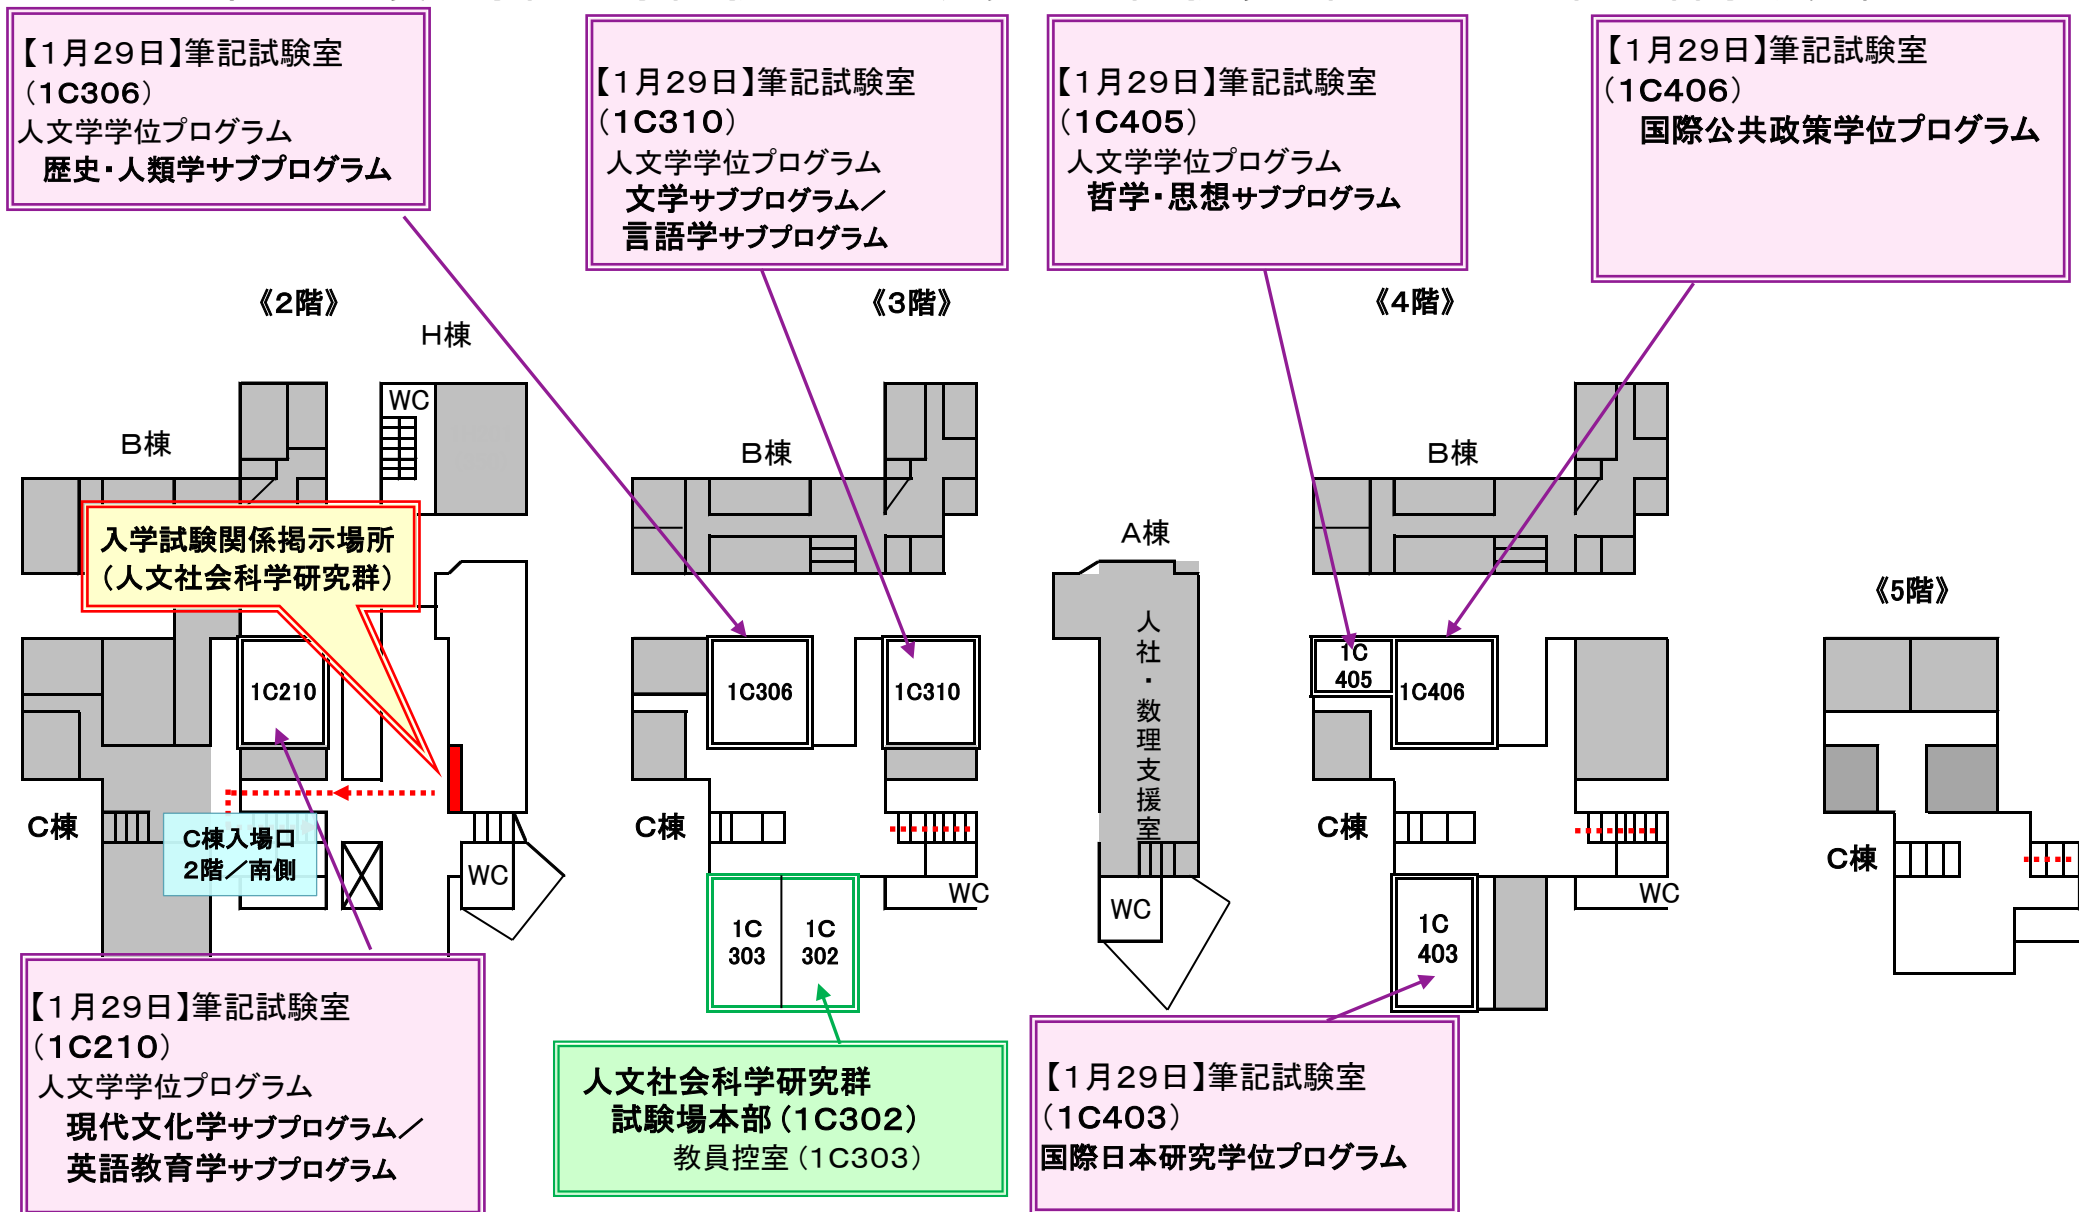 【1月29日】筆記試験室
（1C306）
人文学学位プログラム
歴史・人類学サブプログラム
【1月29日】筆記試験室
（1C310）
人文学学位プログラム
文学サブプログラム／
言語学サブプログラム
【1月29日】筆記試験室
（1C405）
人文学学位プログラム
哲学・思想サブプログラム
【1月29日】筆記試験室
（1C406）
国際公共政策学位プログラム
《2階》
《3階》
《4階》
H棟
WC
B棟
B棟
B棟
A棟
入学試験関係掲示場所
（人文社会科学研究群）
《5階》
人社・数理支援室
1C210
1C306
1C310
1C
405
1C406
C棟
C棟入場口
2階／南側
WC
C棟
WC
WC
C棟
WC
C棟
1C
303
1C
302
1C
403
【1月29日】筆記試験室
（1C210）
人文学学位プログラム
現代文化学サブプログラム／
英語教育学サブプログラム
人文社会科学研究群
試験場本部（1C302）
教員控室（1C303）
【1月29日】筆記試験室
（1C403）
国際日本研究学位プログラム